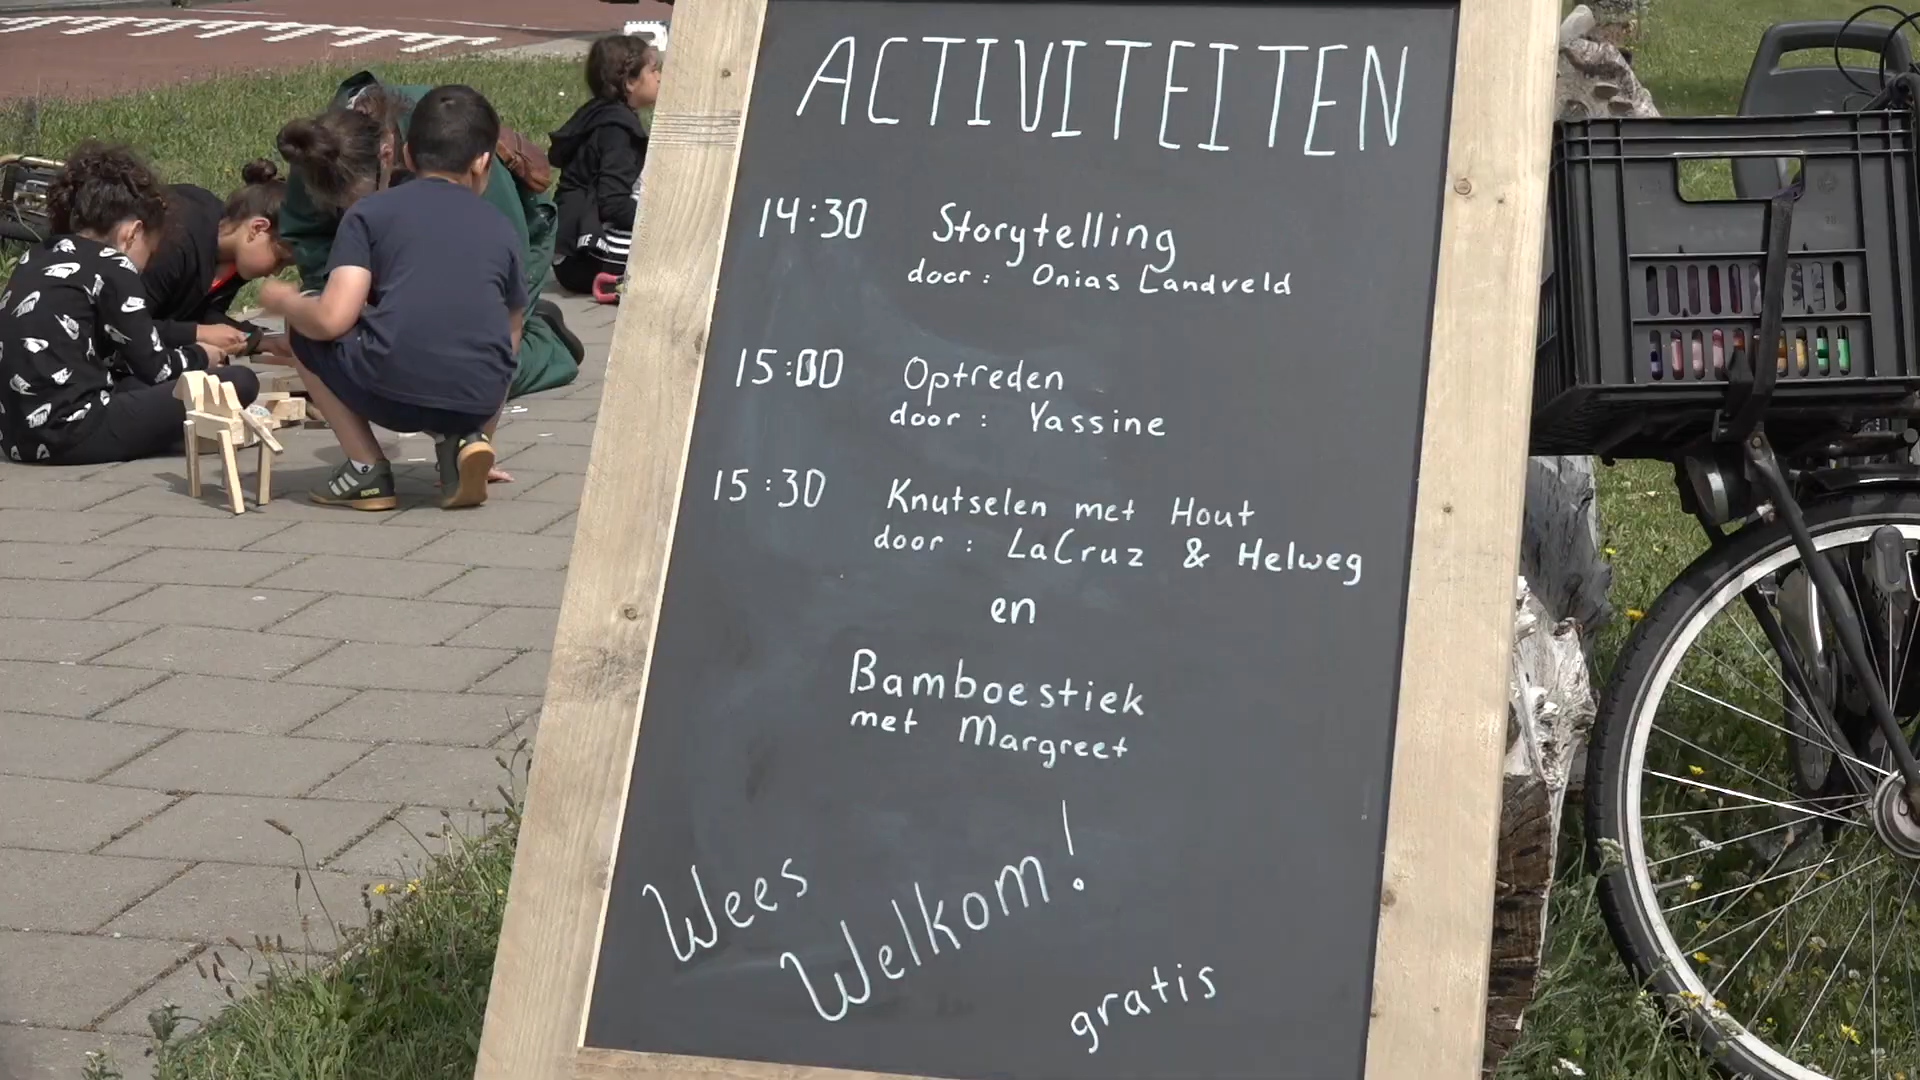 ACTIVITEITEN
14:30 Storytelling
door: Onias Landveld
15:00 Optreden
door: Yassine
15:30 Knutselen met Hout
door: LaCruz & Helweg
en
Bamboestiek
met Margreet
Wees
Welkom!
gratis